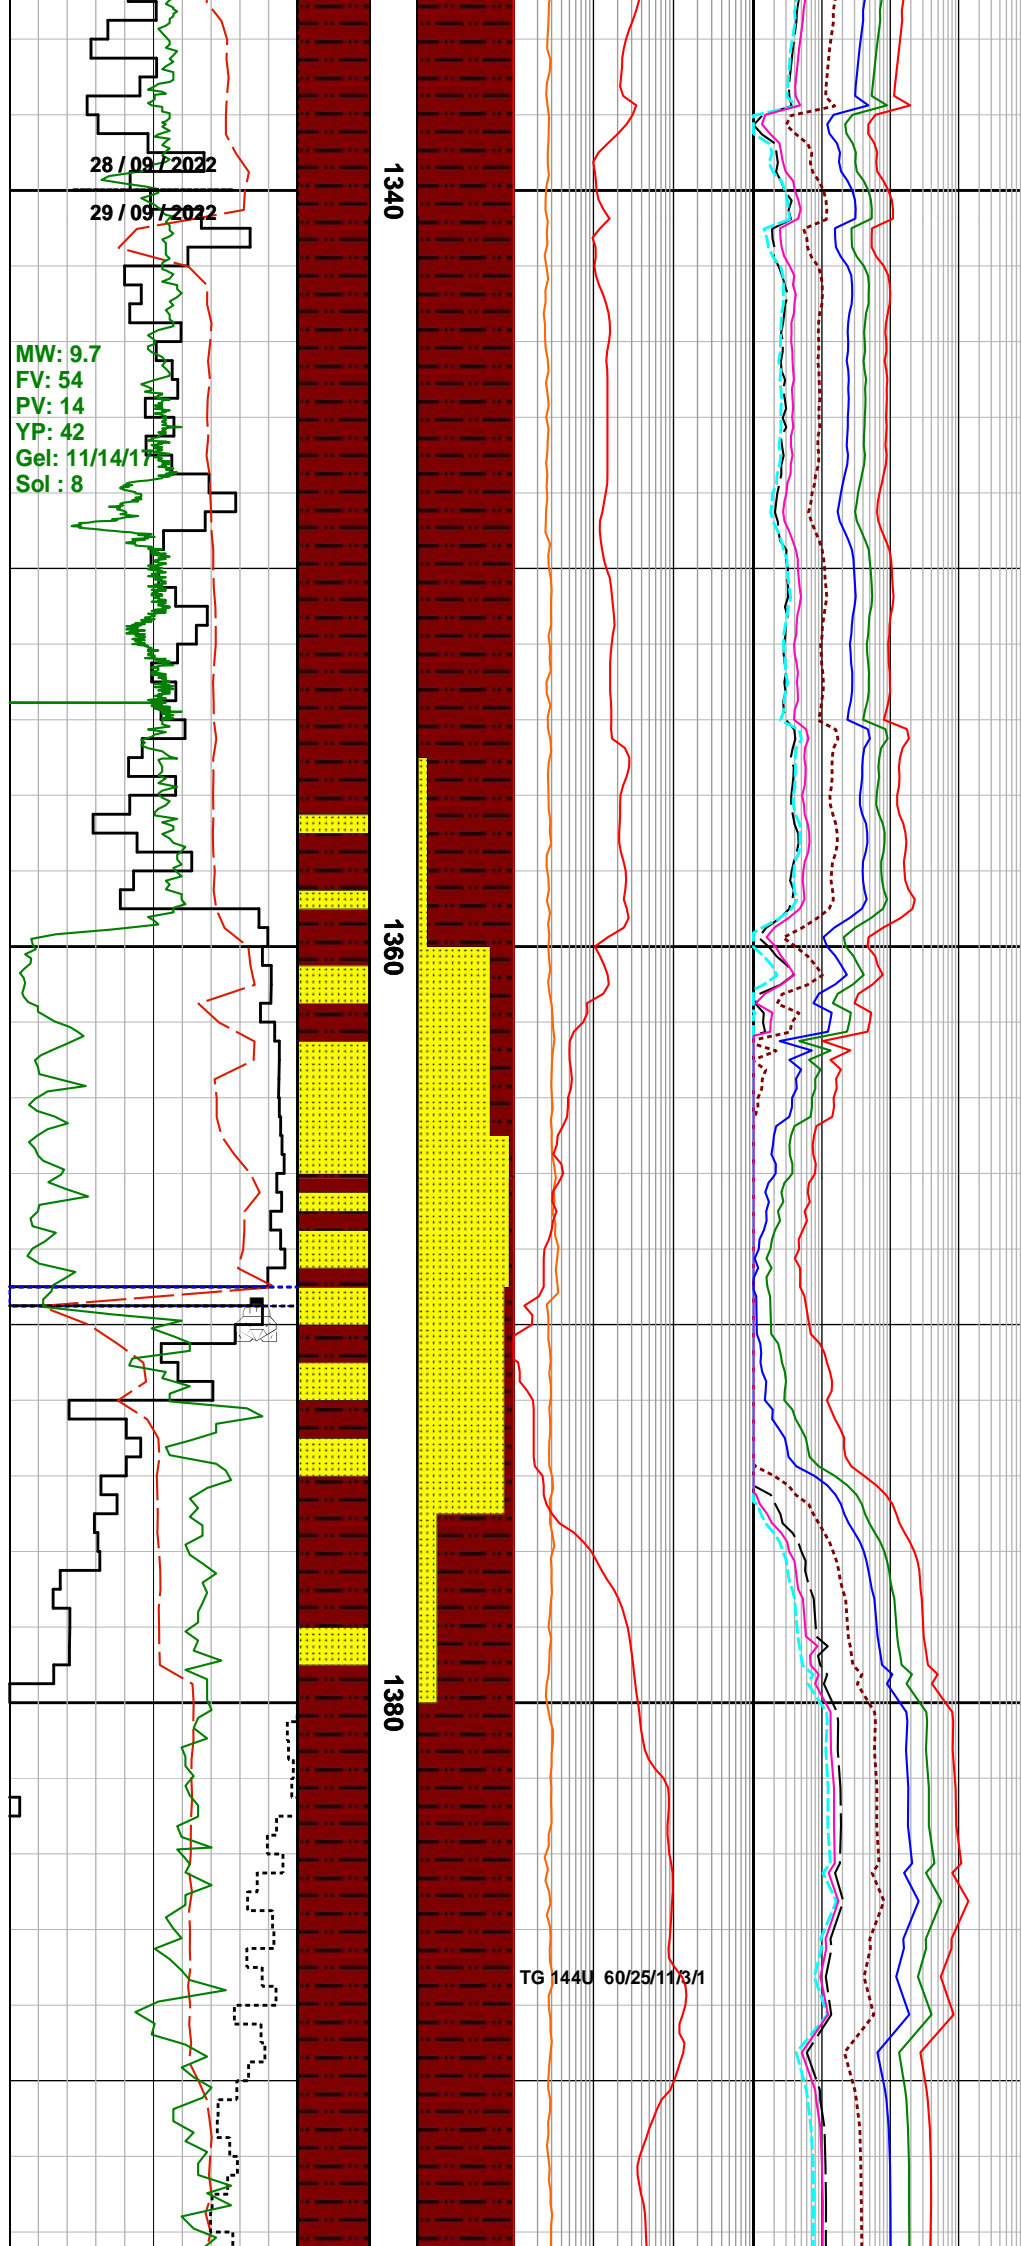 28 / 09 / 2022
1340
29 / 09 / 2022
MW: 9.7
FV: 54
PV: 14
YP: 42
Gel: 11/14/17
Sol : 8
1360
1380
TG 144U 60/25/11/3/1